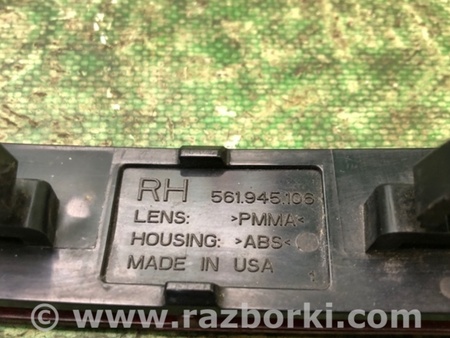 RH 561.945.106
LENS: >PMMA<
HOUSING: >ABS<
MADE IN USA
© www.razborki.com